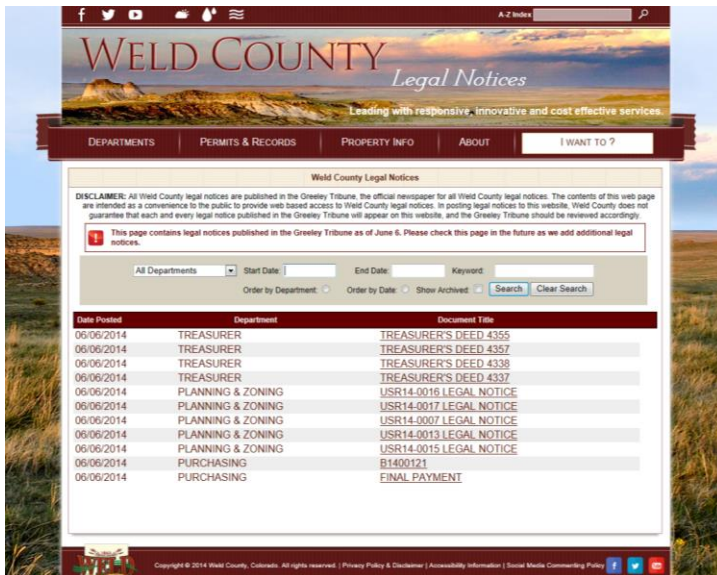 A-Z Index
WELD COUNTY
Legal Notices
Leading with responsive, innovative and cost effective services.
DEPARTMENTS PERMITS & RECORDS PROPERTY INFO ABOUT I WANT TO ?
Weld County Legal Notices
DISCLAIMER: All Weld County legal notices are published in the Greeley Tribune, the official newspaper for all Weld County legal notices. The contents of this web page
are intended as a convenience to the public to provide web based access to Weld County legal notices. In posting legal notices to this website, Weld County does not
guarantee that each and every legal notice published in the Greeley Tribune will appear on this website, and the Greeley Tribune should be reviewed accordingly.
This page contains legal notices published in the Greeley Tribune as of June 6. Please check this page in the future as we add additional legal
notices.
All Departments Start Date: End Date: Keyword:
Order by Department: Order by Date: Show Archived: Search Clear Search
Date Posted Department Document Title
06/06/2014 TREASURER TREASURER'S DEED 4355
06/06/2014 TREASURER TREASURER'S DEED 4357
06/06/2014 TREASURER TREASURER'S DEED 4338
06/06/2014 TREASURER TREASURER'S DEED 4337
06/06/2014 PLANNING & ZONING USR14-0016 LEGAL NOTICE
06/06/2014 PLANNING & ZONING USR14-0017 LEGAL NOTICE
06/06/2014 PLANNING & ZONING USR14-0007 LEGAL NOTICE
06/06/2014 PLANNING & ZONING USR14-0013 LEGAL NOTICE
06/06/2014 PLANNING & ZONING USR14-0015 LEGAL NOTICE
06/06/2014 PURCHASING B1400121
06/06/2014 PURCHASING FINAL PAYMENT
WELD
Copyright © 2014 Weld County, Colorado. All rights reserved. | Privacy Policy & Disclaimer | Accessibility Information | Social Media Commenting Policy